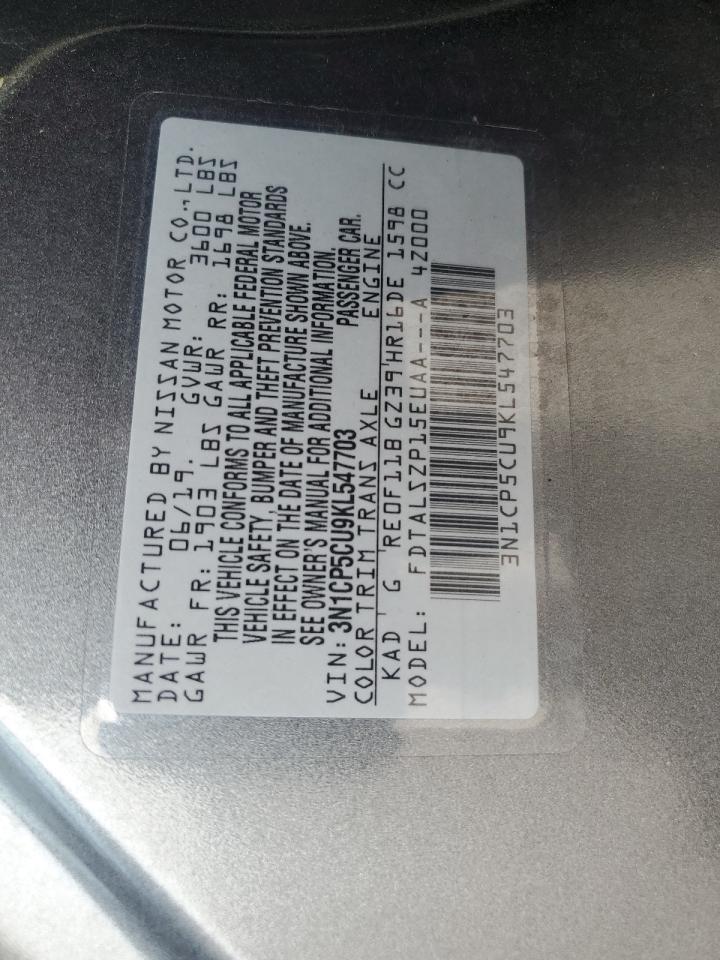 MANUFACTURED BY NISSAN MOTOR CO., LTD.
DATE: 06/19. GVWR: 3600 LBS
GAWR FR: 1903 LBS GAWR RR: 1698 LBS
THIS VEHICLE CONFORMS TO ALL APPLICABLE FEDERAL MOTOR
VEHICLE SAFETY, BUMPER AND THEFT PREVENTION STANDARDS
IN EFFECT ON THE DATE OF MANUFACTURE SHOWN ABOVE.
SEE OWNER'S MANUAL FOR ADDITIONAL INFORMATION.
VIN: 3N1CP5CU9KL547703 PASSENGER CAR.
COLOR TRIM TRANS AXLE ENGINE
KAD ' G 'RE0F11B GZ39'HR16DE 1598 CC
MODEL: FDTALSZP15EUAA---A 4Z000
3N1CP5CU9KL547703